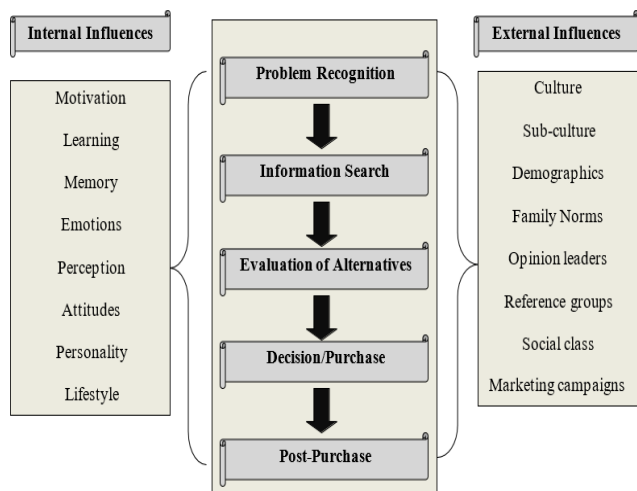 Internal Influences
Motivation
Learning
Memory
Emotions
Perception
Attitudes
Personality
Lifestyle
Problem Recognition
Information Search
Evaluation of Alternatives
Decision/Purchase
Post-Purchase
External Influences
Culture
Sub-culture
Demographics
Family Norms
Opinion leaders
Reference groups
Social class
Marketing campaigns